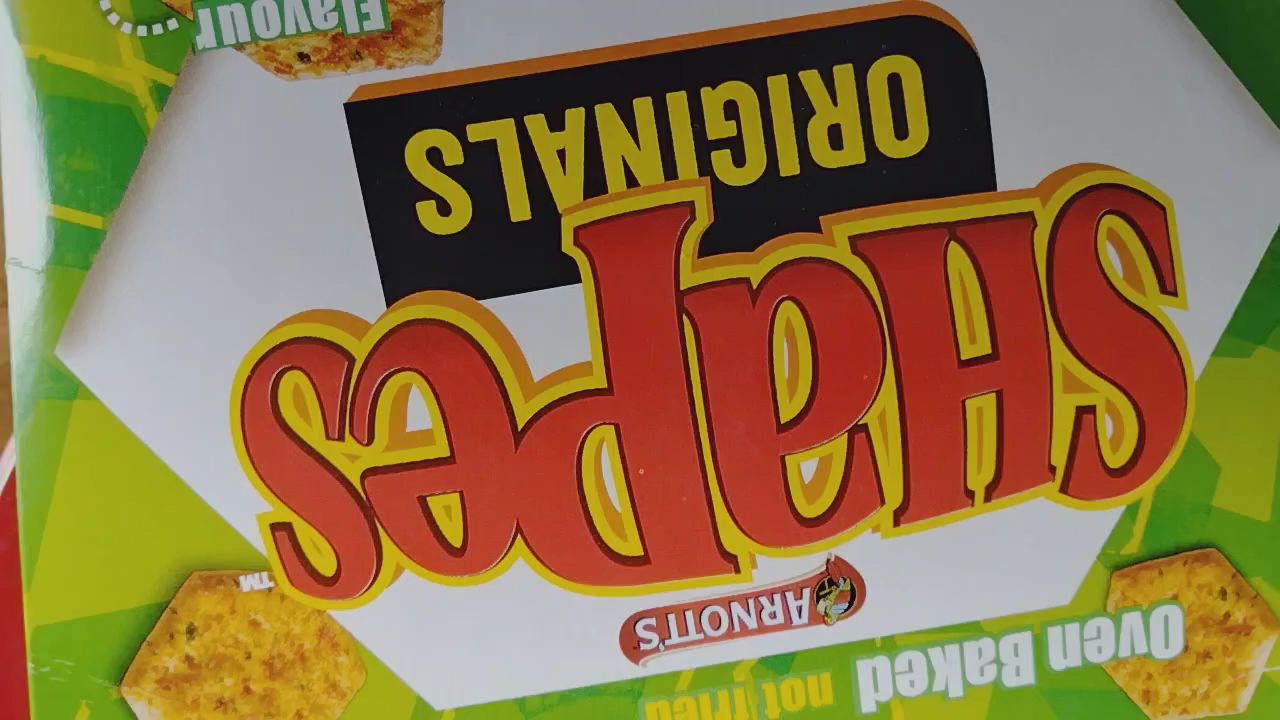 Oven Baked not fried
ARNOTT'S
SHaPes
TM
ORIGINALS
Flavour